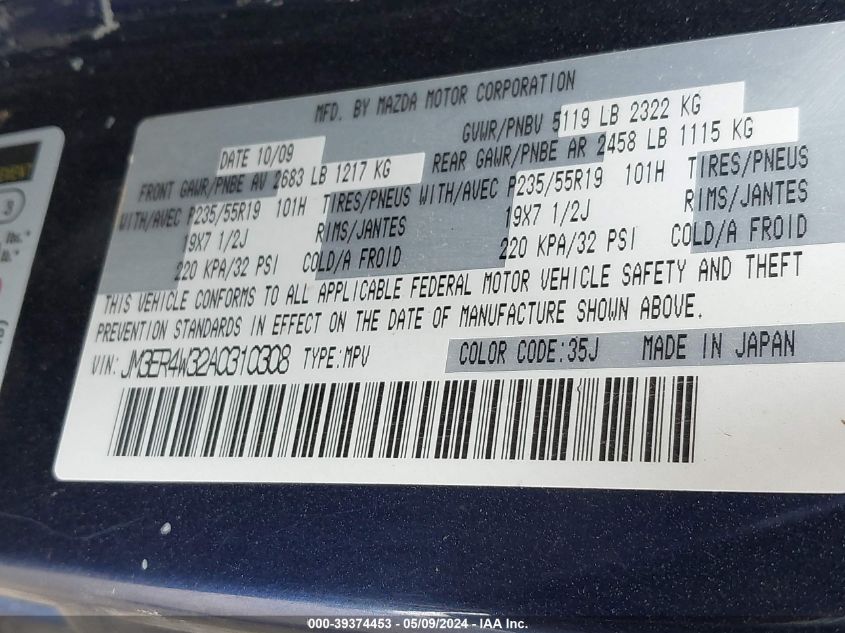 MFD. BY MAZDA MOTOR CORPORATION
DATE 10/09 GVWR/PNBV 5119 LB 2322 KG
FRONT GAWR/PNBE AV 2683 LB 1217 KG REAR GAWR/PNBE AR 2458 LB 1115 KG
WITH/AVEC P235/55R19 101H TIRES/PNEUS WITH/AVEC P235/55R19 101H TIRES/PNEUS
19X7 1/2J RIMS/JANTES 19X7 1/2J RIMS/JANTES
220 KPA/32 PSI COLD/A FROID 220 KPA/32 PSI COLD/A FROID
THIS VEHICLE CONFORMS TO ALL APPLICABLE FEDERAL MOTOR VEHICLE SAFETY AND THEFT
PREVENTION STANDARDS IN EFFECT ON THE DATE OF MANUFACTURE SHOWN ABOVE.
VIN: JM3ER4W32A0310308 TYPE:MPV COLOR CODE:35J MADE IN JAPAN
lbs.*
lb.*
000-39374453 - 05/09/2024 - IAA Inc.